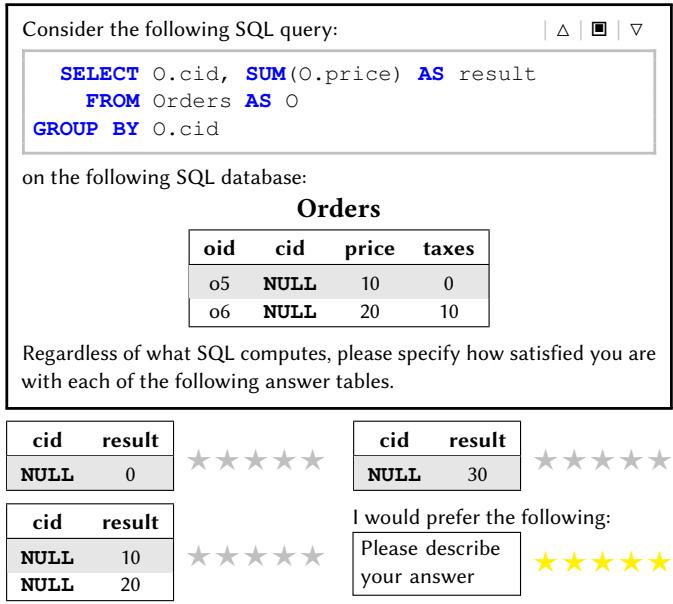 Consider the following SQL query: | △ | ▣ | ▽
SELECT O.cid, SUM(O.price) AS result
FROM Orders AS O
GROUP BY O.cid
on the following SQL database:
Orders
oid cid price taxes
o5 NULL 10 0
o6 NULL 20 10
Regardless of what SQL computes, please specify how satisfied you are
with each of the following answer tables.
cid result
NULL 0
cid result
NULL 30
cid result
NULL 10
NULL 20
I would prefer the following:
Please describe
your answer